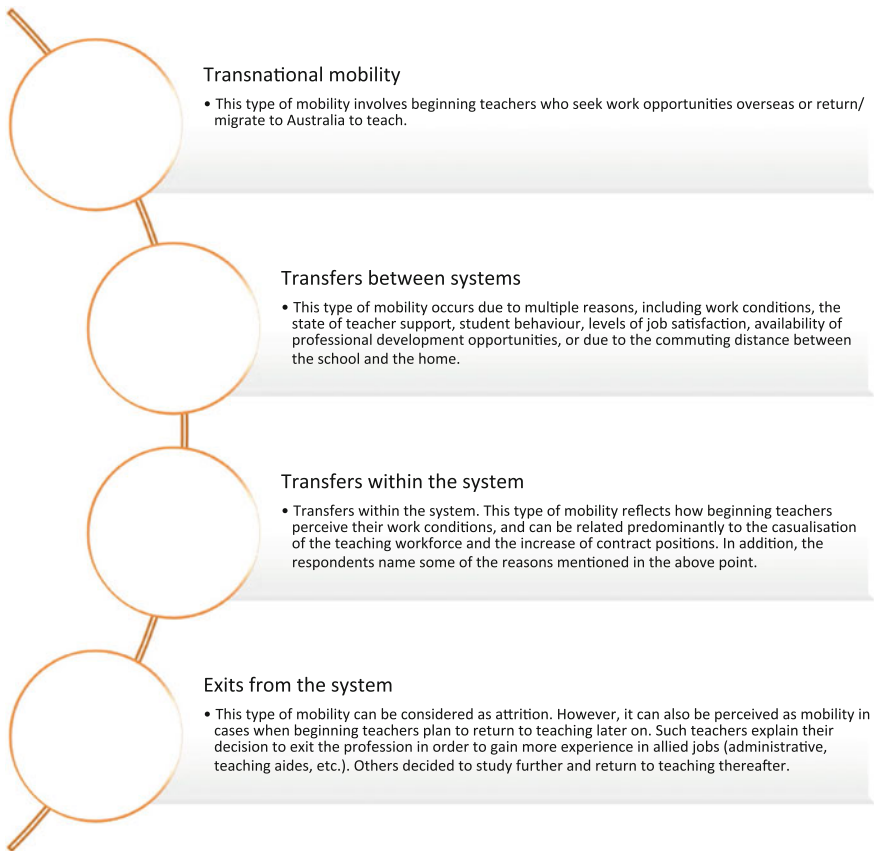 Transnational mobility
• This type of mobility involves beginning teachers who seek work opportunities overseas or return/
migrate to Australia to teach.
Transfers between systems
• This type of mobility occurs due to multiple reasons, including work conditions, the
state of teacher support, student behaviour, levels of job satisfaction, availability of
professional development opportunities, or due to the commuting distance between
the school and the home.
Transfers within the system
• Transfers within the system. This type of mobility reflects how beginning teachers
perceive their work conditions, and can be related predominantly to the casualisation
of the teaching workforce and the increase of contract positions. In addition, the
respondents name some of the reasons mentioned in the above point.
Exits from the system
• This type of mobility can be considered as attrition. However, it can also be perceived as mobility in
cases when beginning teachers plan to return to teaching later on. Such teachers explain their
decision to exit the profession in order to gain more experience in allied jobs (administrative,
teaching aides, etc.). Others decided to study further and return to teaching thereafter.